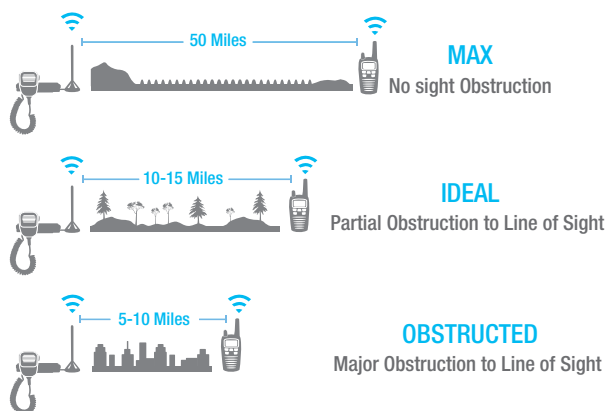 50 Miles
MAX
No sight Obstruction
10-15 Miles
IDEAL
Partial Obstruction to Line of Sight
5-10 Miles
OBSTRUCTED
Major Obstruction to Line of Sight